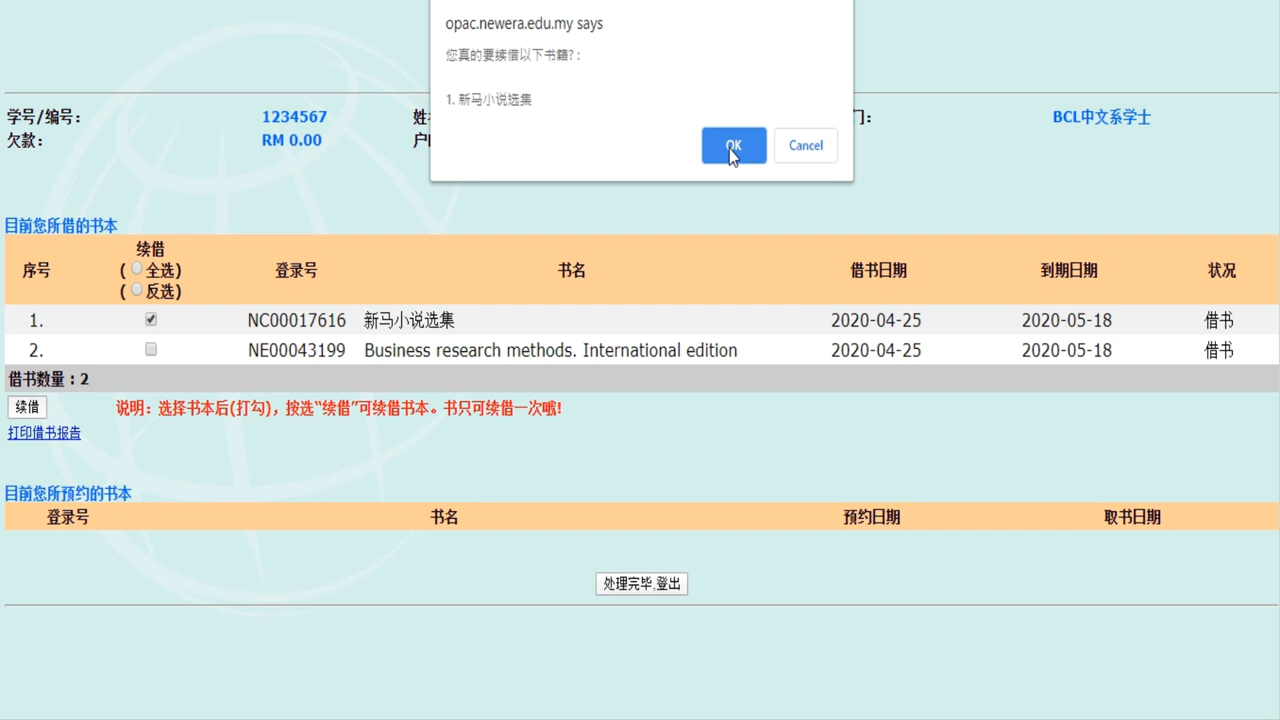 opac.newera.edu.my says
您真的要续借以下书籍? :
1. 新马小说选集
OK Cancel
学号/编号: 1234567 门: BCL中文系学士
欠款: RM 0.00
目前您所借的书本
序号 续借 登录号 书名 借书日期 到期日期 状况
(全选)
(反选)
1. NC00017616 新马小说选集 2020-04-25 2020-05-18 借书
2. NE00043199 Business research methods. International edition 2020-04-25 2020-05-18 借书
借书数量 : 2
续借 说明: 选择书本后(打勾), 按选“续借”可续借书本。书只可续借一次哦!
打印借书报告
目前您所预约的书本
登录号 书名 预约日期 取书日期
处理完毕,登出